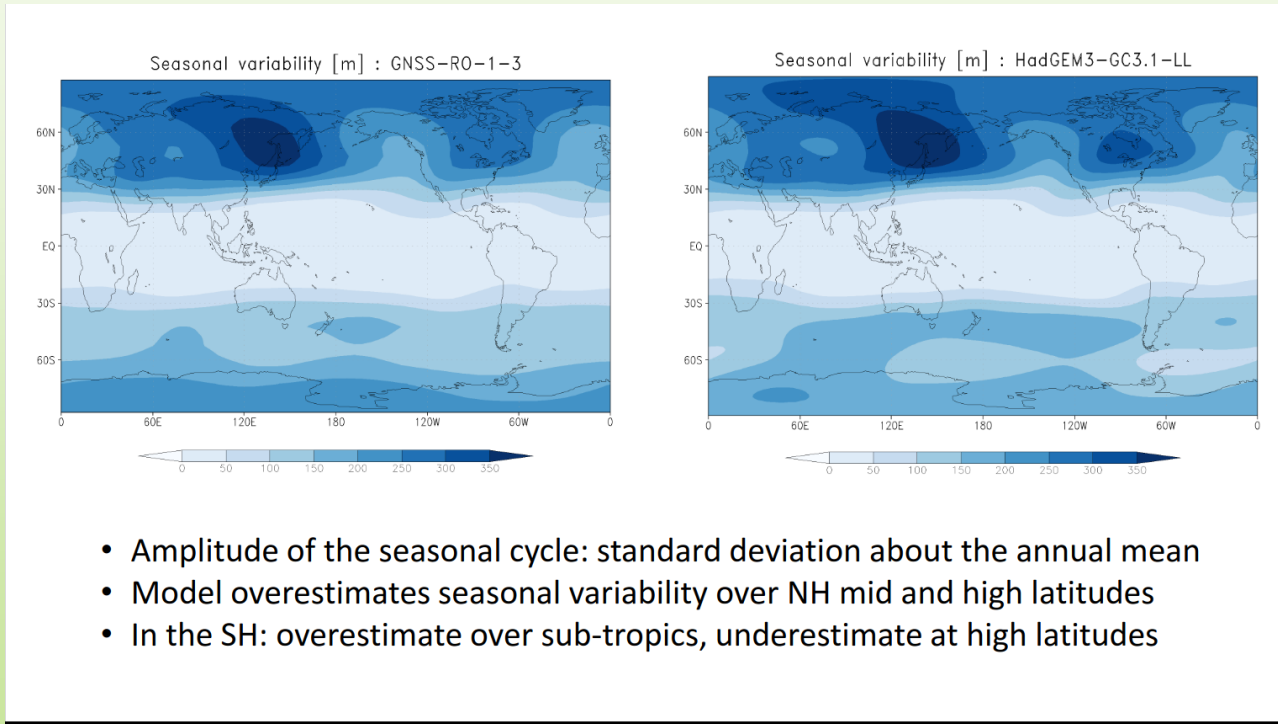 Seasonal variability [m] : GNSS-RO-1-3
60N
30N
EQ
30S
60S
0 60E 120E 180 120W 60W 0
0 50 100 150 200 250 300 350
Seasonal variability [m] : HadGEM3-GC3.1-LL
60N
30N
EQ
30S
60S
0 60E 120E 180 120W 60W 0
0 50 100 150 200 250 300 350
• Amplitude of the seasonal cycle: standard deviation about the annual mean
• Model overestimates seasonal variability over NH mid and high latitudes
• In the SH: overestimate over sub-tropics, underestimate at high latitudes